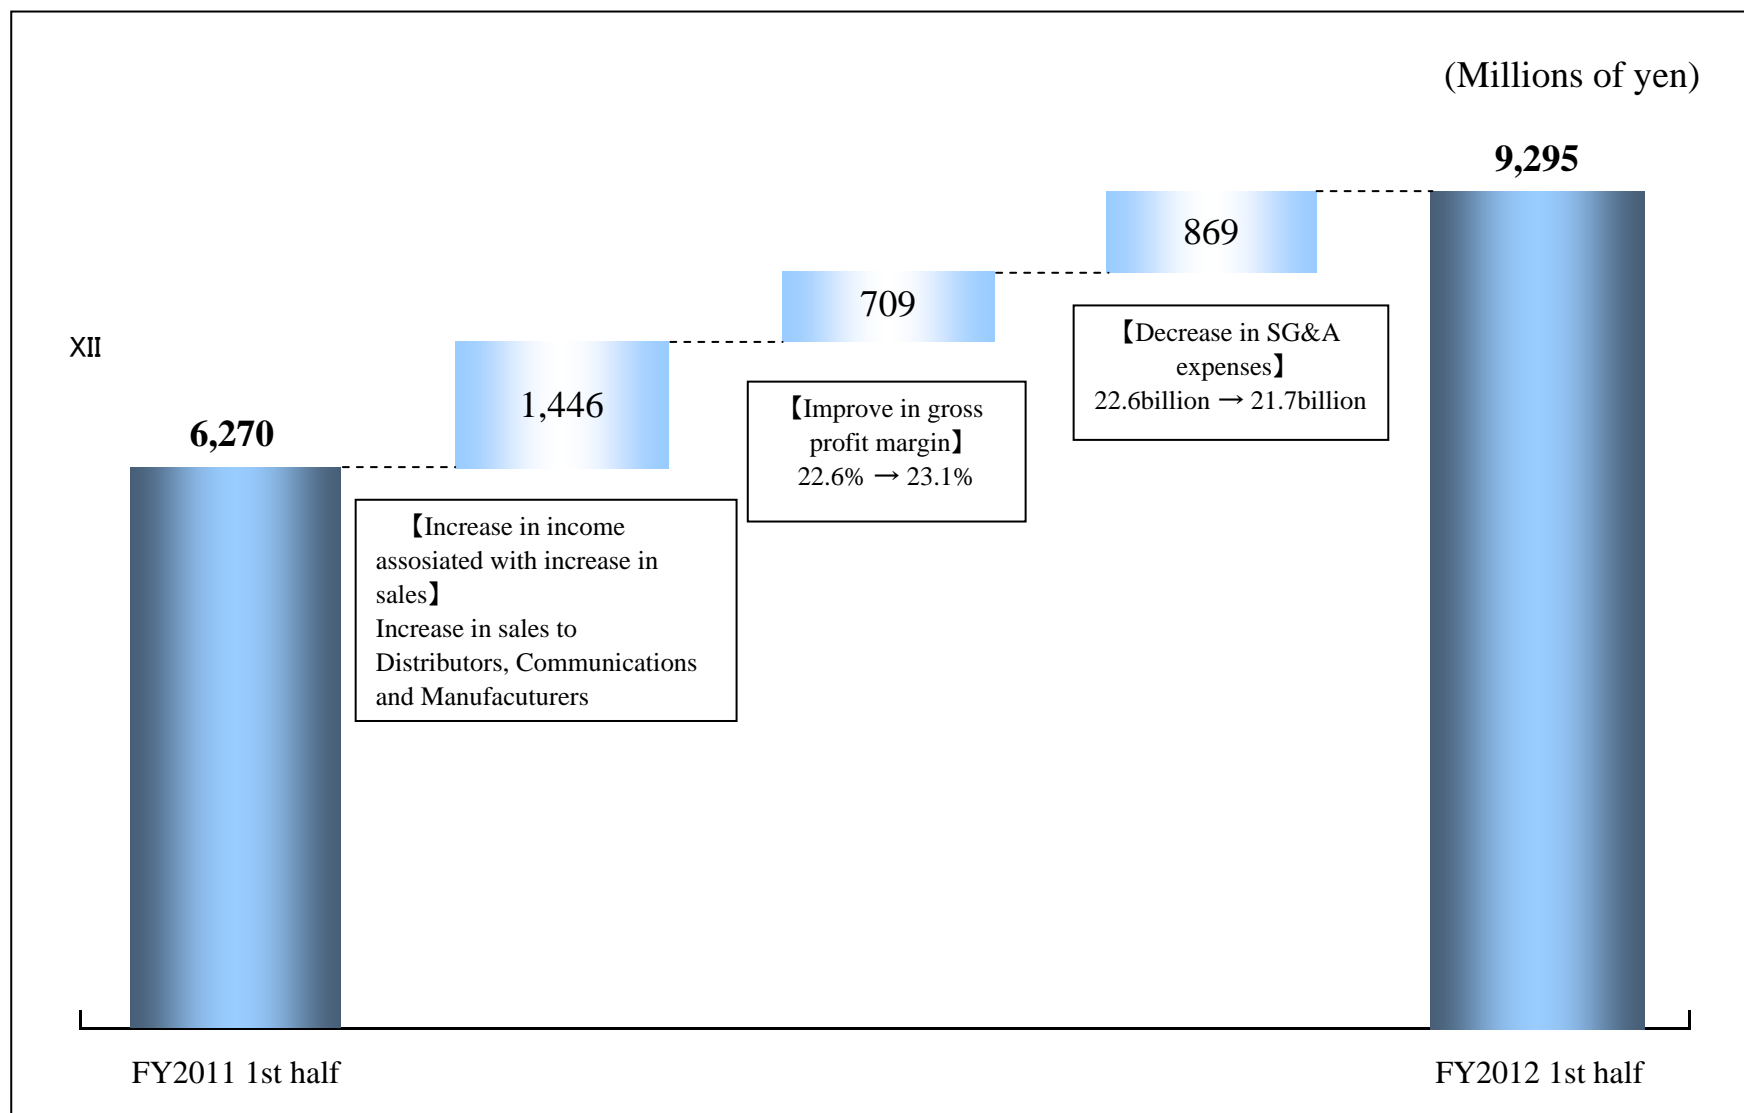 (Millions of yen)
9,295
869
709
【Decrease in SG&A
expenses】
22.6billion → 21.7billion
XII
1,446
【Improve in gross
profit margin】
22.6% → 23.1%
6,270
【Increase in income
assosiated with increase in
sales】
Increase in sales to
Distributors, Communications
and Manufacuturers
FY2011 1st half
FY2012 1st half